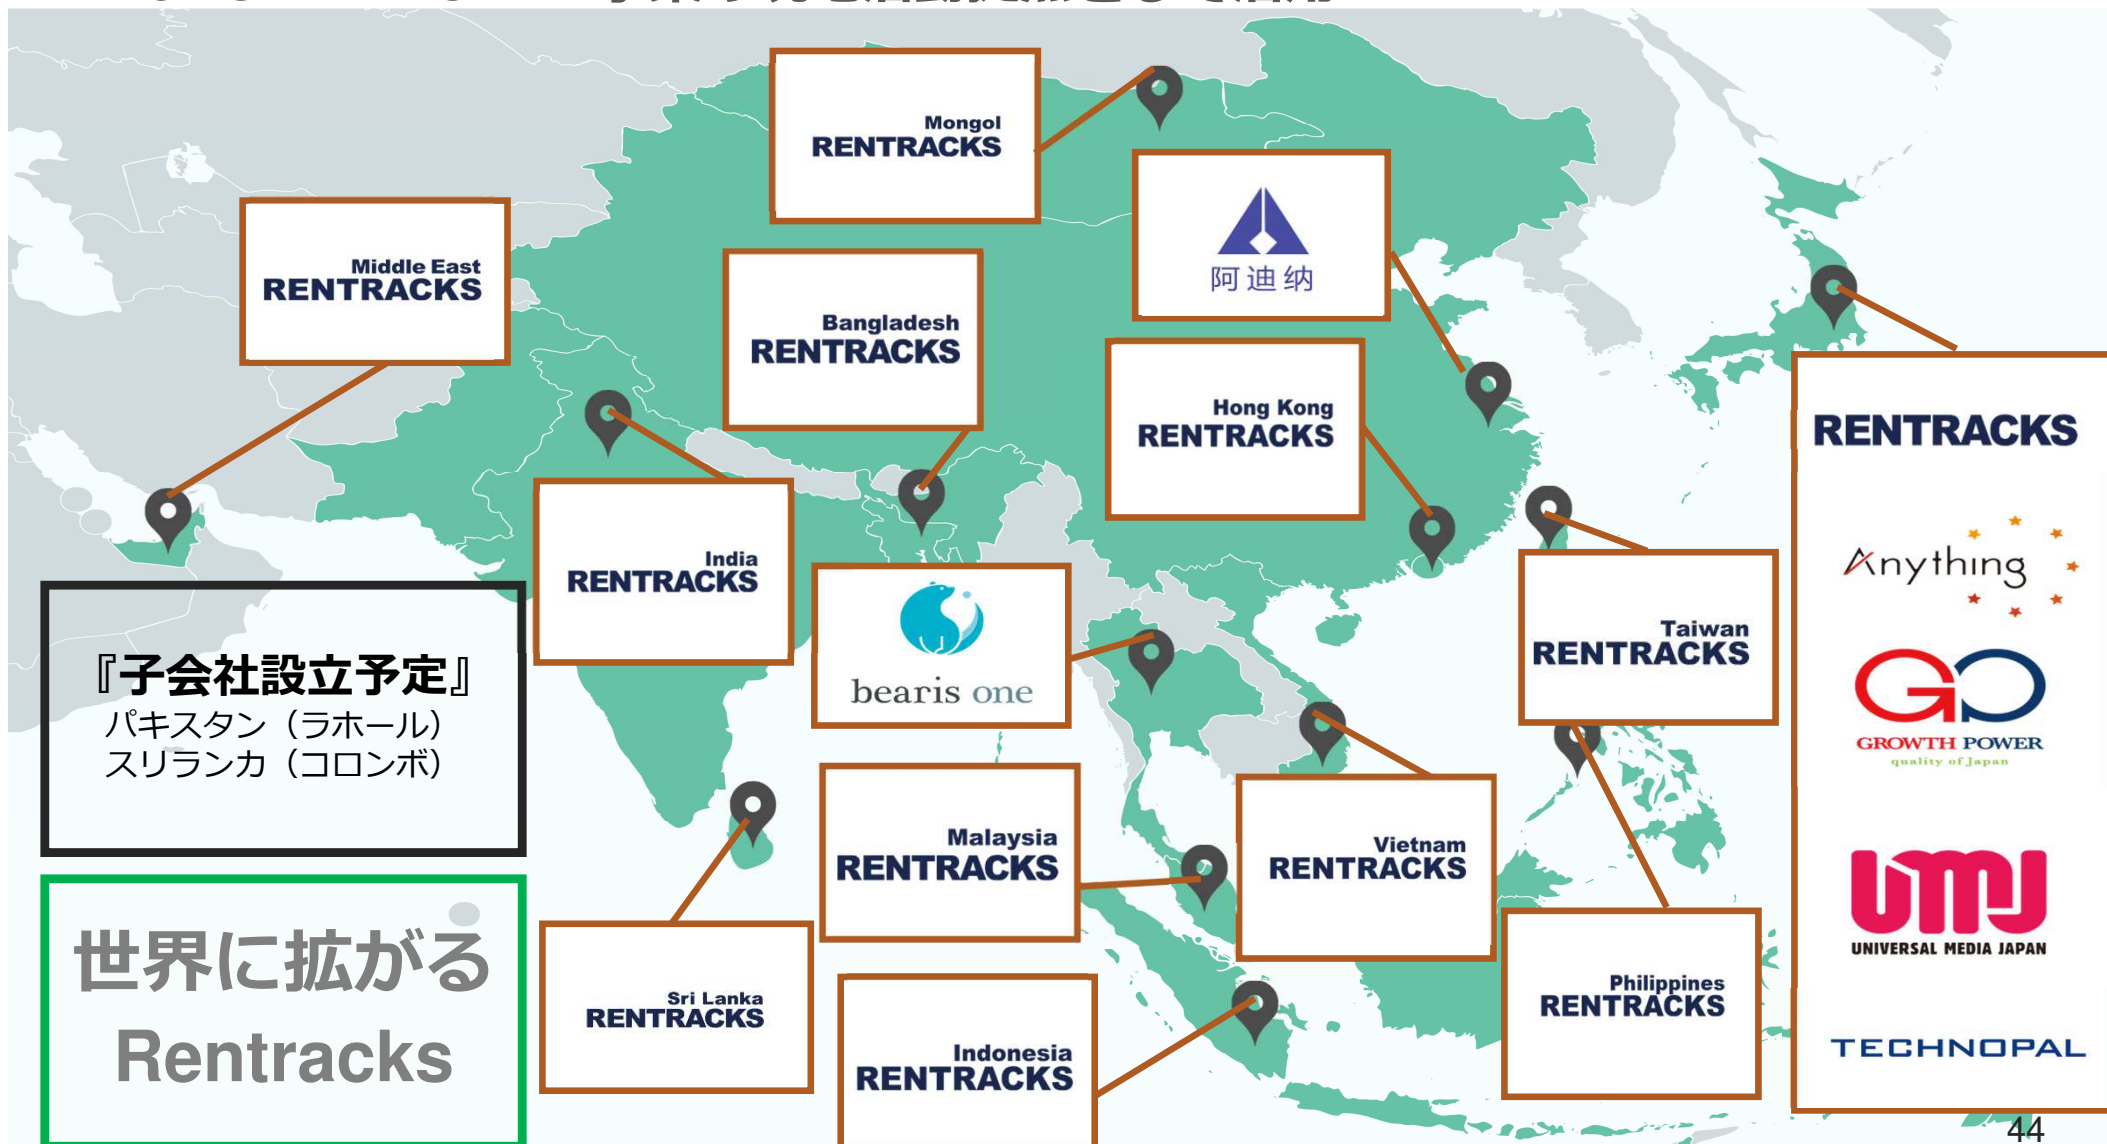 Mongol
RENTRACKS
阿迪纳
Middle East
RENTRACKS
Bangladesh
RENTRACKS
Hong Kong
RENTRACKS
RENTRACKS
Anything
GROWTH POWER
quality of Japan
UMJ
UNIVERSAL MEDIA JAPAN
TECHNOPAL
India
RENTRACKS
bearis one
Taiwan
RENTRACKS
『子会社設立予定』
パキスタン（ラホール）
スリランカ（コロンボ）
Malaysia
RENTRACKS
Vietnam
RENTRACKS
世界に拡がる
Rentracks
Sri Lanka
RENTRACKS
Indonesia
RENTRACKS
Philippines
RENTRACKS
44